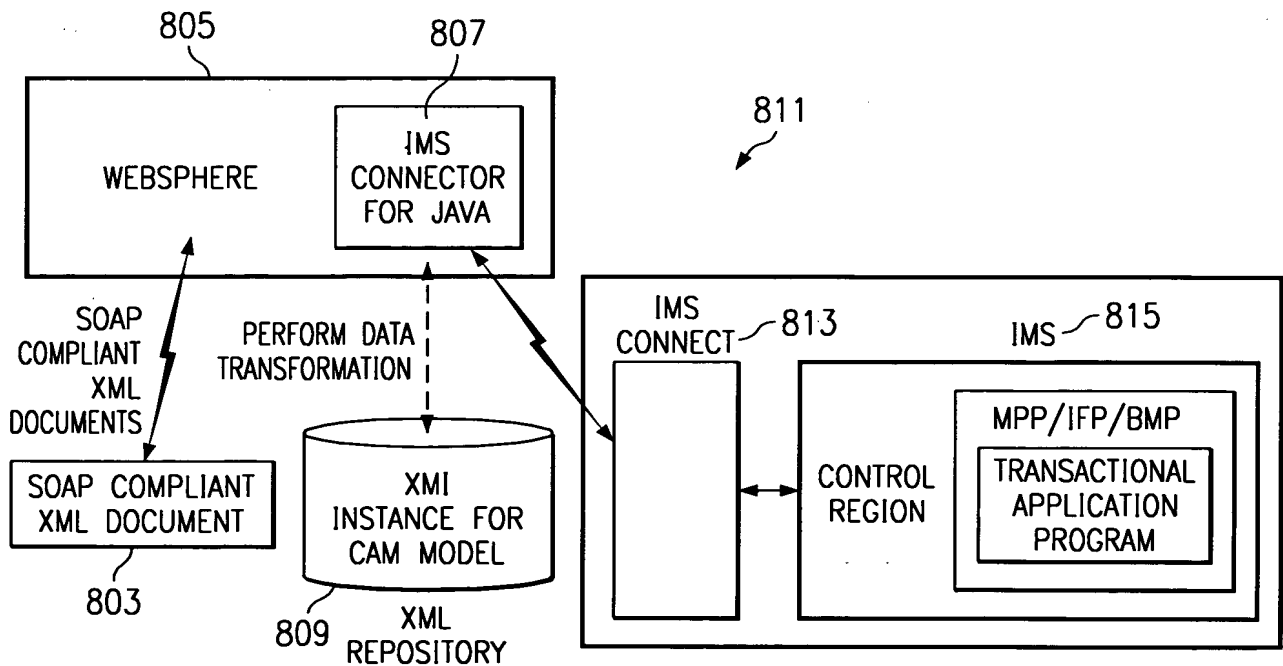 805
807
811
WEBSPHERE
IMS
CONNECTOR
FOR JAVA
SOAP
COMPLIANT
XML
DOCUMENTS
PERFORM DATA
TRANSFORMATION
IMS
CONNECT
813
IMS
815
MPP/IFP/BMP
CONTROL
REGION
TRANSACTIONAL
APPLICATION
PROGRAM
SOAP COMPLIANT
XML DOCUMENT
803
XMI
INSTANCE FOR
CAM MODEL
809
XML
REPOSITORY